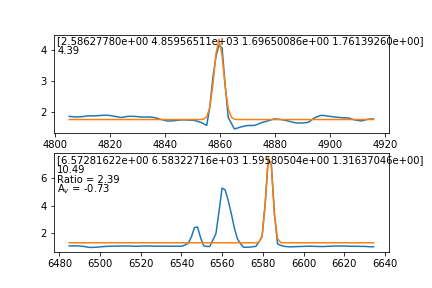 [2.58627780e+00 4.85956511e+03 1.69650086e+00 1.76139260e+00]
4.39
4
3
2
4800 4820 4840 4860 4880 4900 4920
[6.57281622e+00 6.58322716e+03 1.59580504e+00 1.31637046e+00]
10.49
Ratio = 2.39
Aᵥ = -0.73
6
4
2
6480 6500 6520 6540 6560 6580 6600 6620 6640